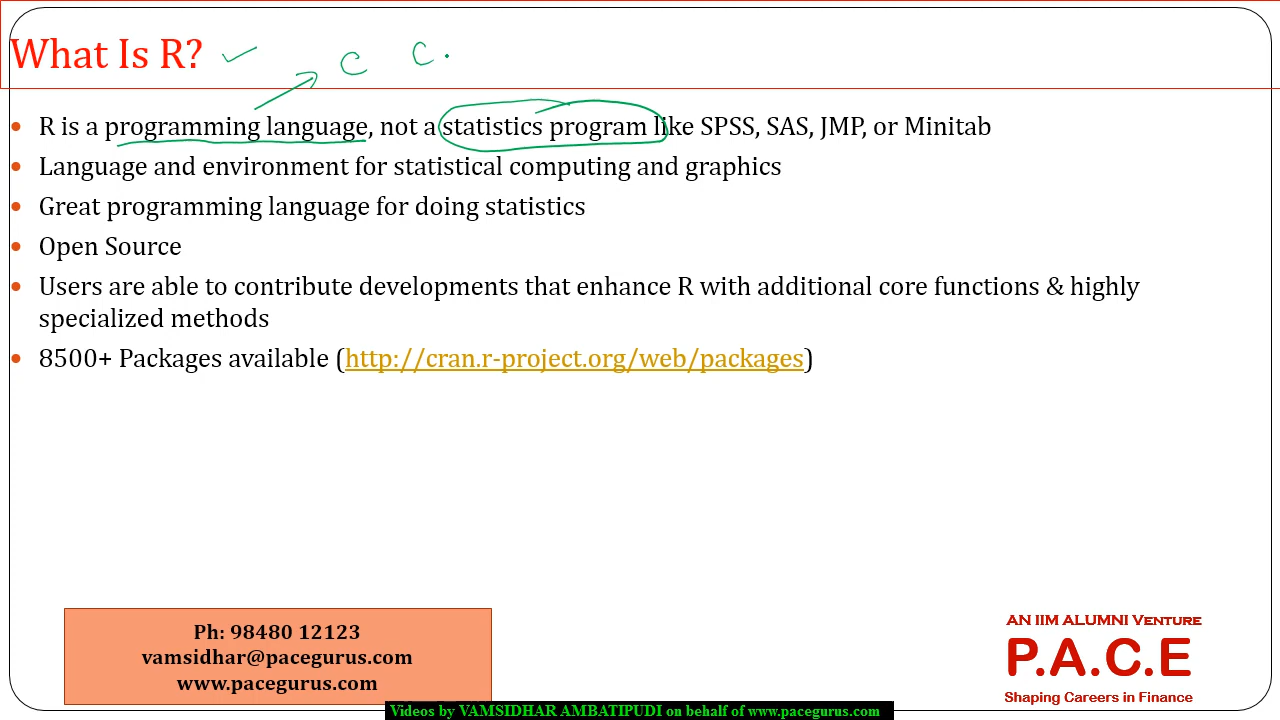 What Is R?
C C.
R is a programming language, not a statistics program like SPSS, SAS, JMP, or Minitab
Language and environment for statistical computing and graphics
Great programming language for doing statistics
Open Source
Users are able to contribute developments that enhance R with additional core functions & highly
specialized methods
8500+ Packages available (http://cran.r-project.org/web/packages)
Ph: 98480 12123
vamsidhar@pacegurus.com
www.pacegurus.com
AN IIM ALUMNI VENTURE
P.A.C.E
Shaping Careers in Finance
Videos by VAMSIDHAR AMBATIPUDI on behalf of www.pacegurus.com